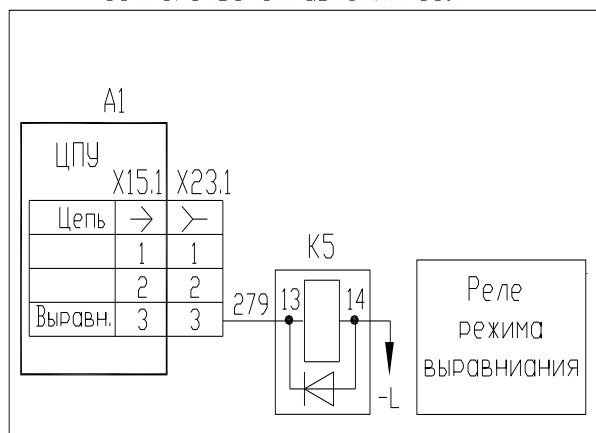 A1
ЦПУ
X15.1 X23.1
Цепь
1 1
2 2
Выравн. 3 3
279
K5
13 14
-L
Реле
режима
выравниания